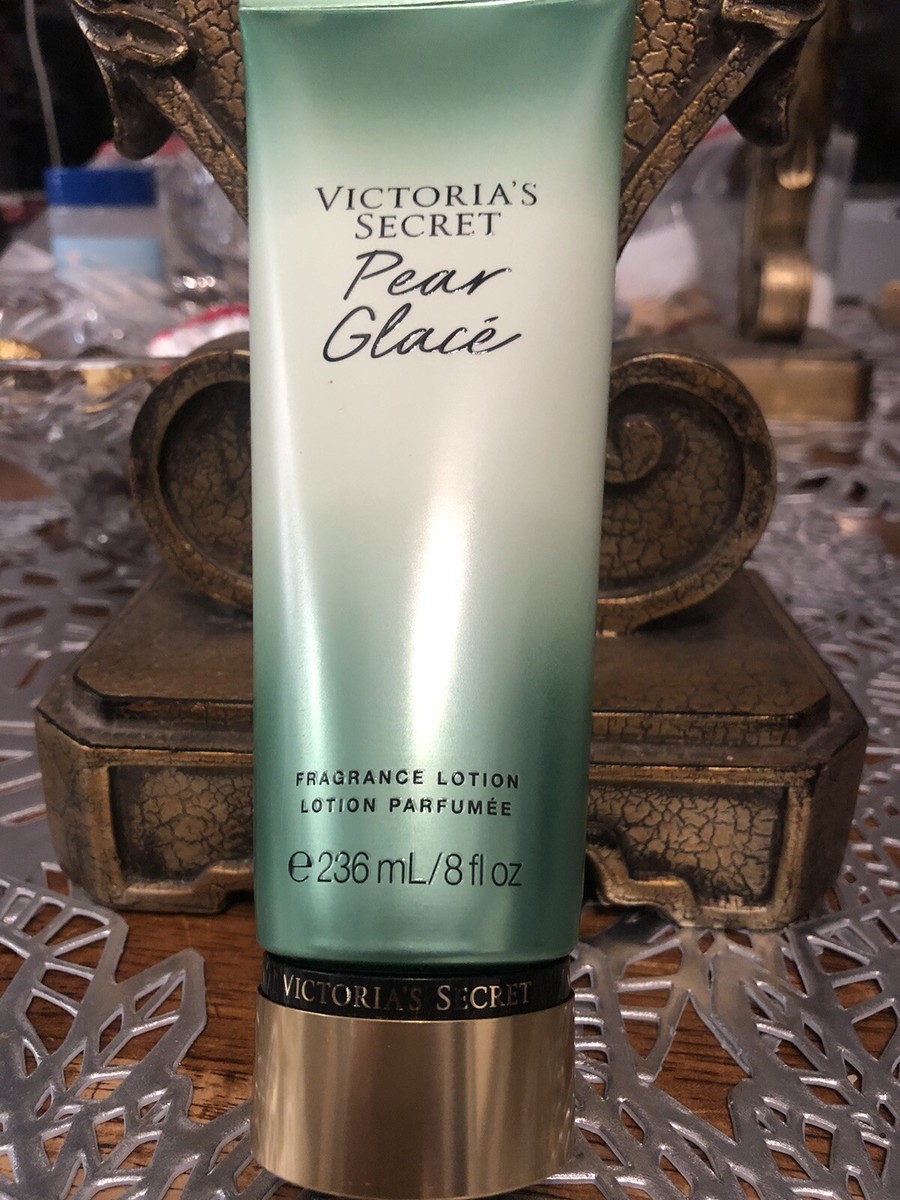 VICTORIA'S
SECRET
Pear
Glacé
FRAGRANCE LOTION
LOTION PARFUMÉE
℮ 236 mL/8 fl oz
VICTORIA'S SECRET